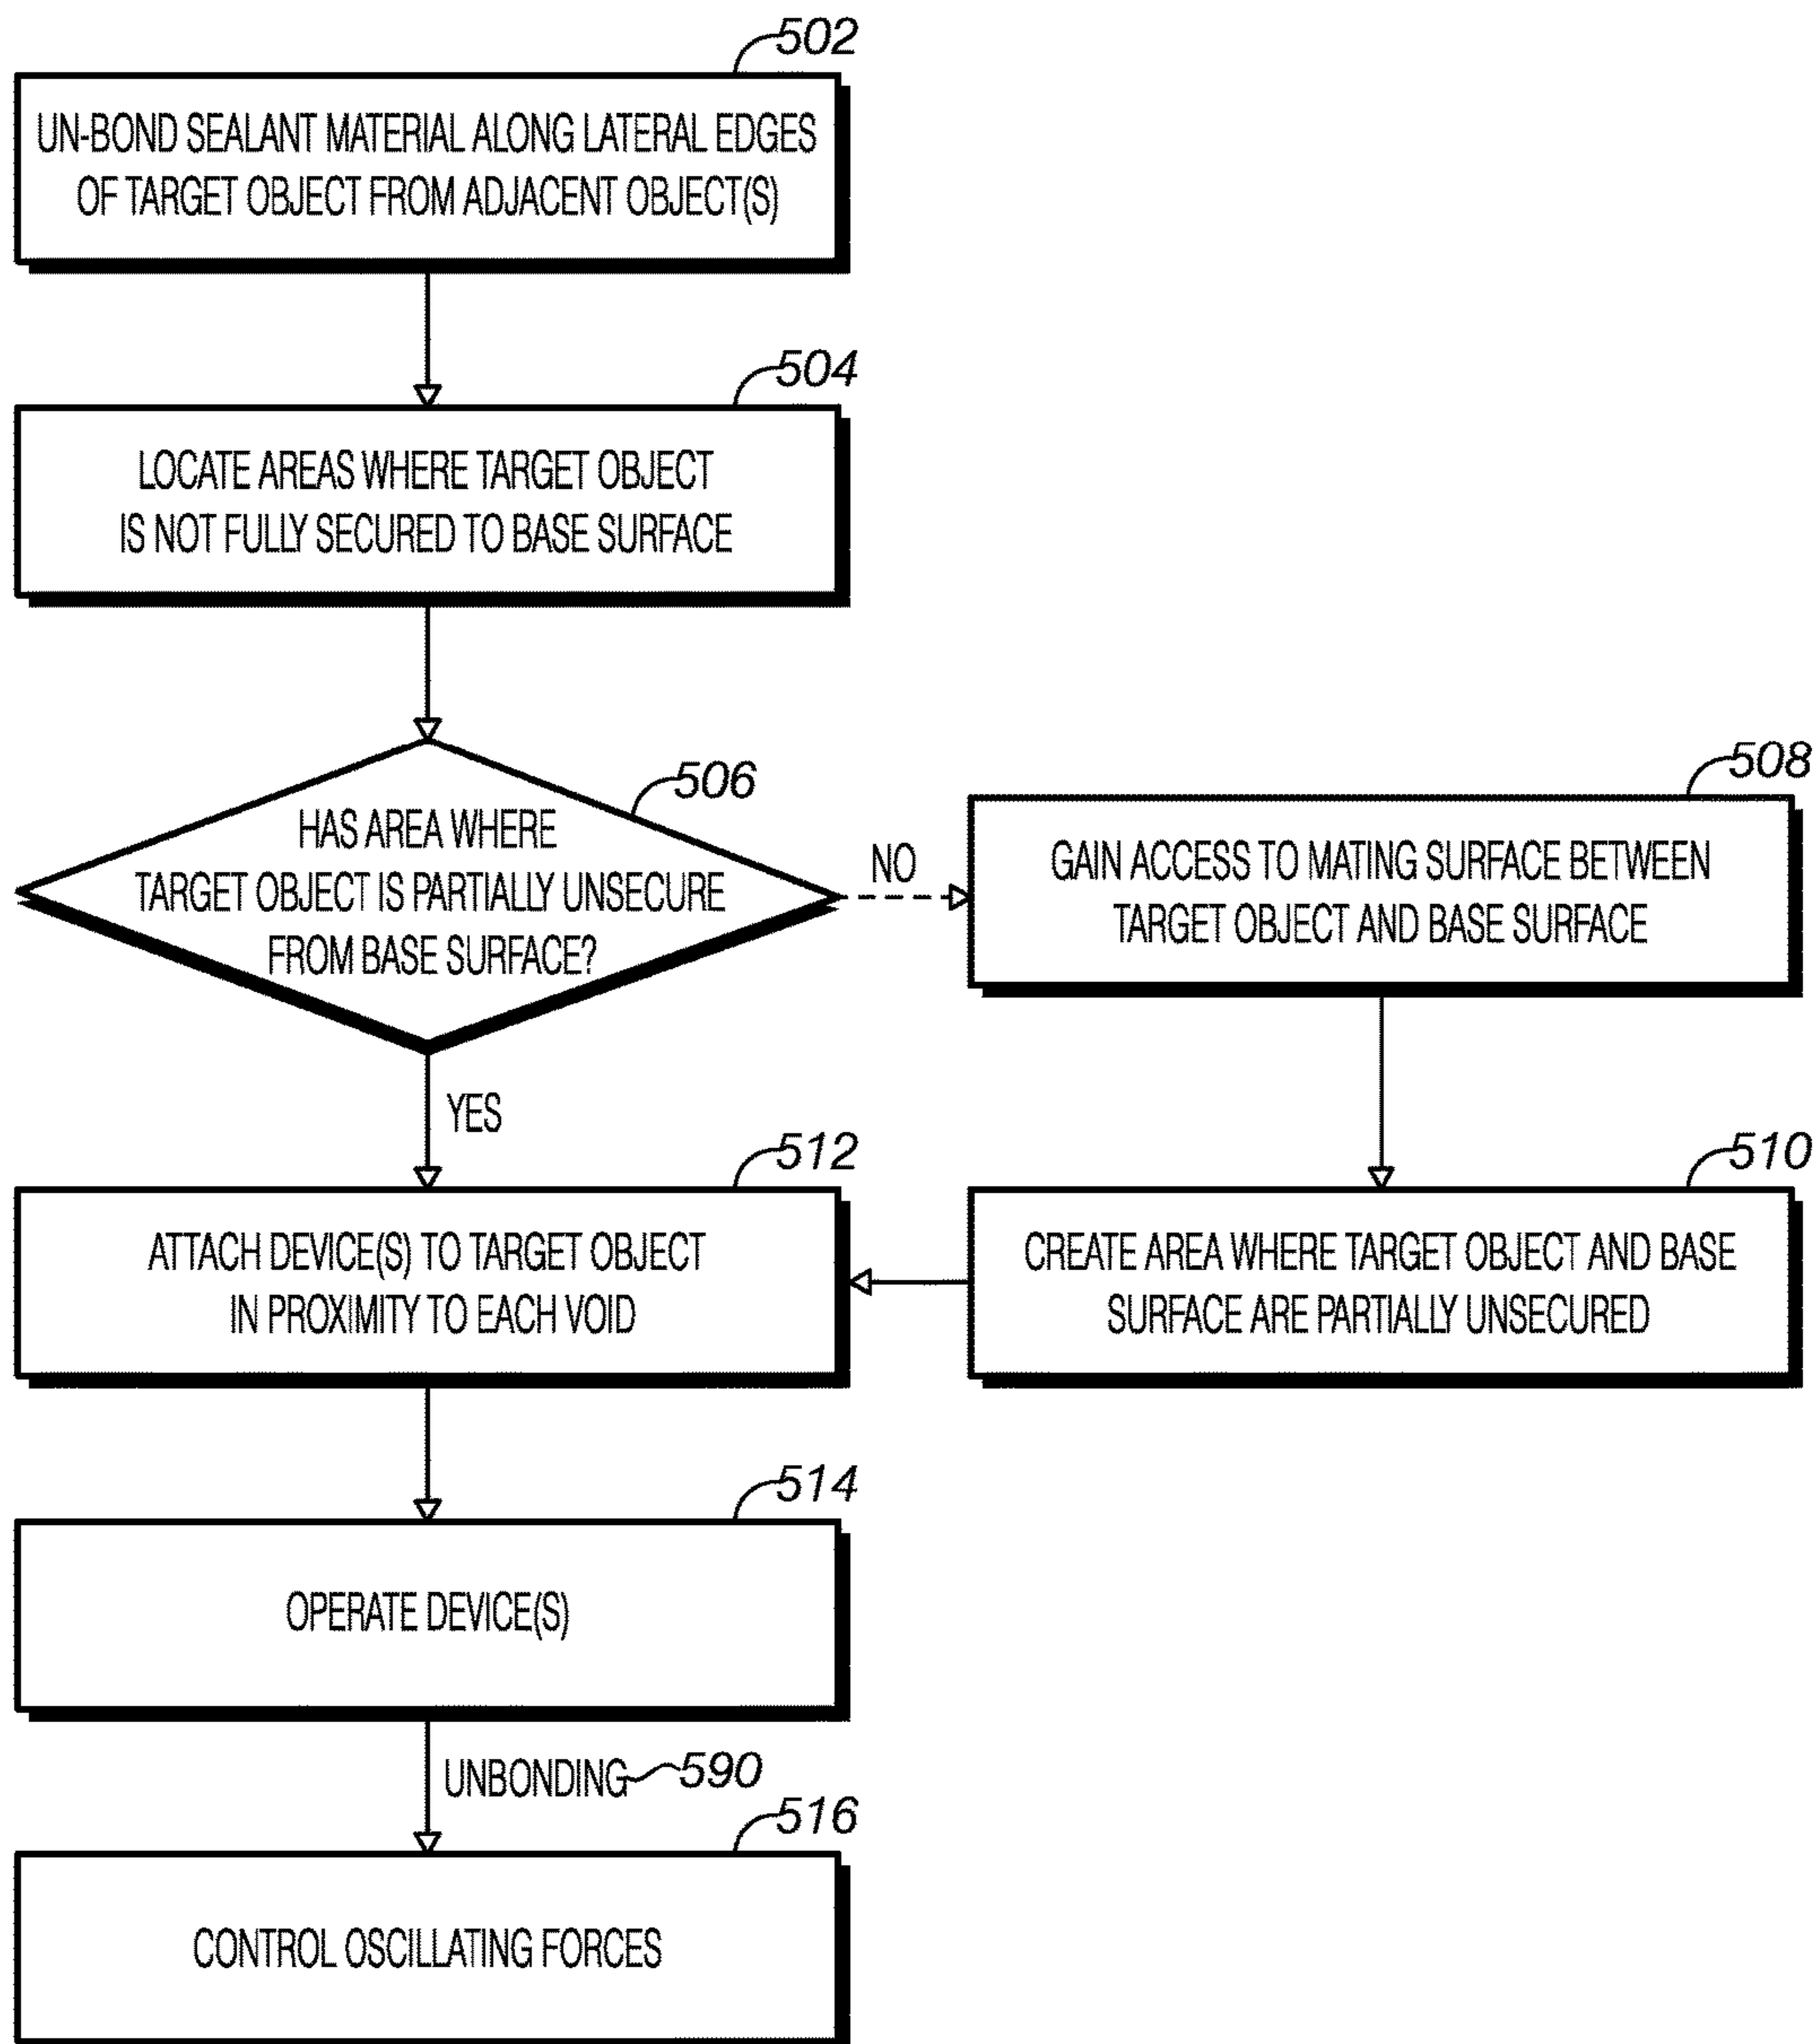 502
UN-BOND SEALANT MATERIAL ALONG LATERAL EDGES
OF TARGET OBJECT FROM ADJACENT OBJECT(S)
504
LOCATE AREAS WHERE TARGET OBJECT
IS NOT FULLY SECURED TO BASE SURFACE
506
HAS AREA WHERE
TARGET OBJECT IS PARTIALLY UNSECURE
FROM BASE SURFACE?
NO
508
GAIN ACCESS TO MATING SURFACE BETWEEN
TARGET OBJECT AND BASE SURFACE
YES
510
CREATE AREA WHERE TARGET OBJECT AND BASE
SURFACE ARE PARTIALLY UNSECURED
512
ATTACH DEVICE(S) TO TARGET OBJECT
IN PROXIMITY TO EACH VOID
514
OPERATE DEVICE(S)
UNBONDING 590
516
CONTROL OSCILLATING FORCES